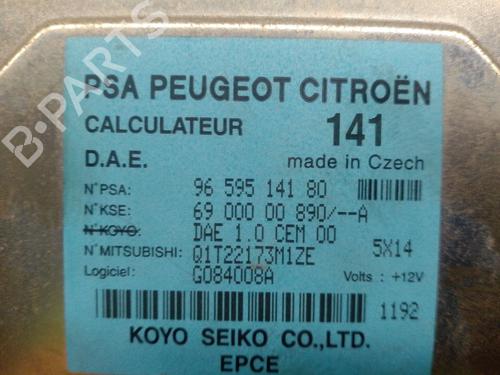 B-PARTS
PSA PEUGEOT CITROËN
CALCULATEUR 141
D.A.E. made in Czech
N°PSA: 96 595 141 80
N°KSE: 69 000 00 890/--A
N°KOYO: DAE 1.0 CEM 00
N°MITSUBISHI: Q1T22173M1ZE 5X14
Logiciel: G084008A Volts : +12V
1192
KOYO SEIKO CO.,LTD.
EPCE